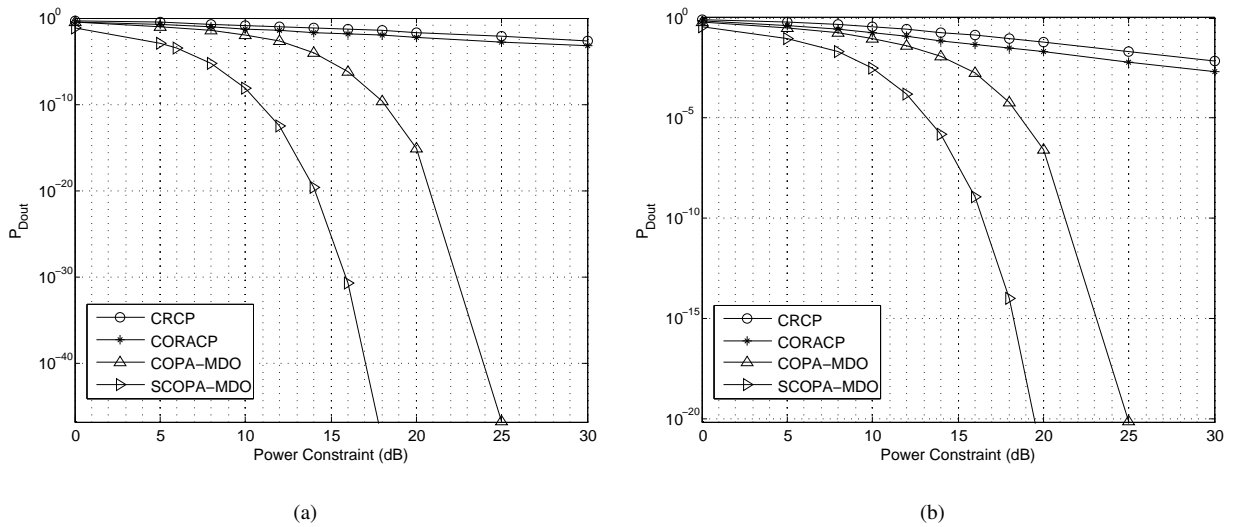 10^0
10^-10
10^-20
10^-30
10^-40
P_Dout
CRCP
CORACP
COPA-MDO
SCOPA-MDO
0 5 10 15 20 25 30
Power Constraint (dB)
(a)
10^0
10^-5
10^-10
10^-15
10^-20
P_Dout
CRCP
CORACP
COPA-MDO
SCOPA-MDO
0 5 10 15 20 25 30
Power Constraint (dB)
(b)